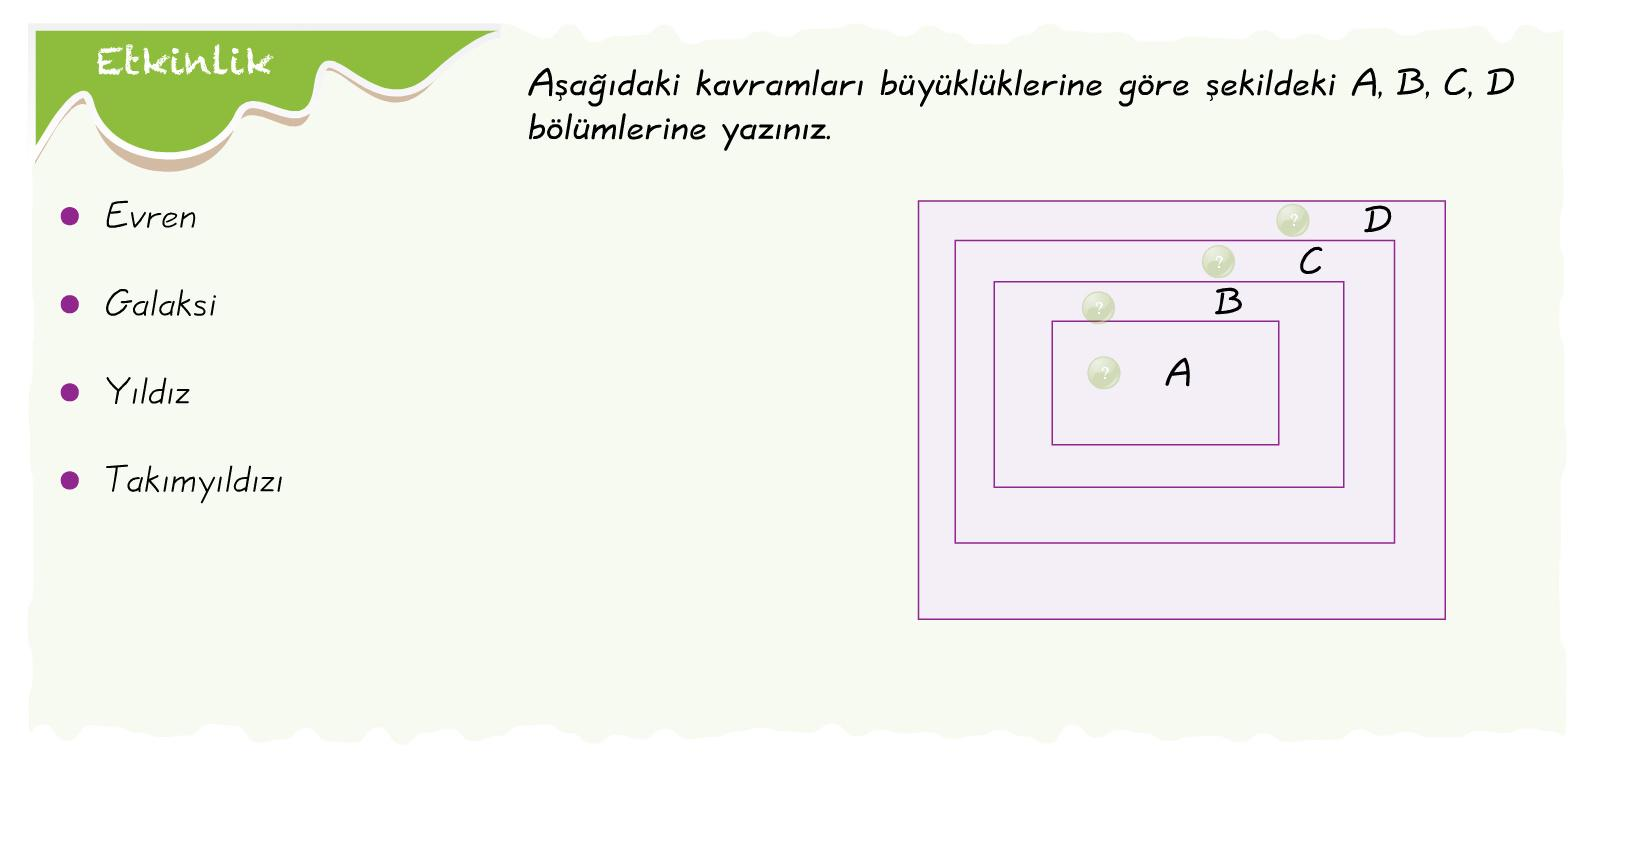 Etkinlik
Aşağıdaki kavramları büyüklüklerine göre şekildeki A, B, C, D
bölümlerine yazınız.
Evren
Galaksi
Yıldız
Takımyıldızı
? D
? C
? B
? A